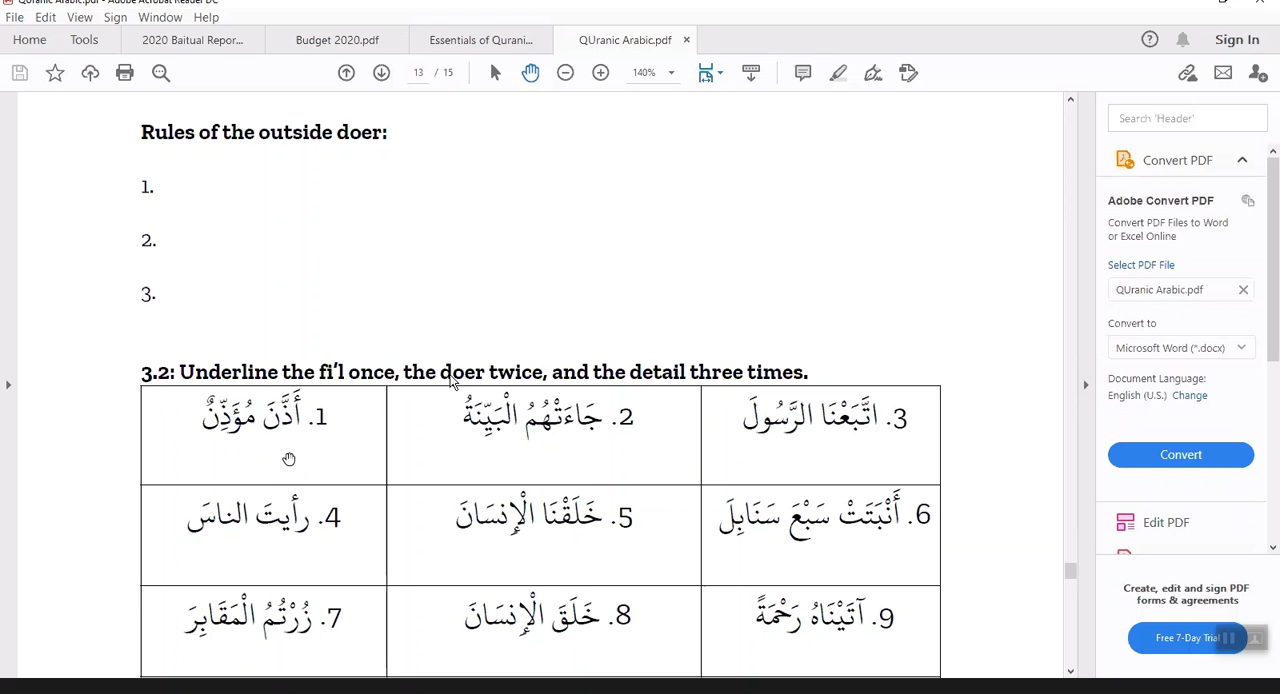 QUranic Arabic.pdf - Adobe Acrobat Reader DC
File Edit View Sign Window Help
Home Tools 2020 Baitual Repor... Budget 2020.pdf Essentials of Qurani... QUranic Arabic.pdf × Sign In
13 / 15 140%
Rules of the outside doer:
1.
2.
3.
3.2: Underline the fi’l once, the doer twice, and the detail three times.
1. أَذَّنَ مُؤَذِّنٌ
2. جَاءَتْهُمُ الْبَيِّنَةُ
3. اتَّبَعْنَا الرَّسُولَ
4. رأيتَ الناسَ
5. خَلَقْنَا الْإِنسَانَ
6. أَنْبَتَتْ سَبْعَ سَنَابِلَ
7. زُرْتُمُ الْمَقَابِرَ
8. خَلَقَ الْإِنسَانَ
9. آتَيْنَاهُ رَحْمَةً
Search 'Header'
Convert PDF
Adobe Convert PDF
Convert PDF Files to Word
or Excel Online
Select PDF File
QUranic Arabic.pdf
Convert to
Microsoft Word (*.docx)
Document Language:
English (U.S.) Change
Convert
Edit PDF
Create, edit and sign PDF
forms & agreements
Free 7-Day Trial